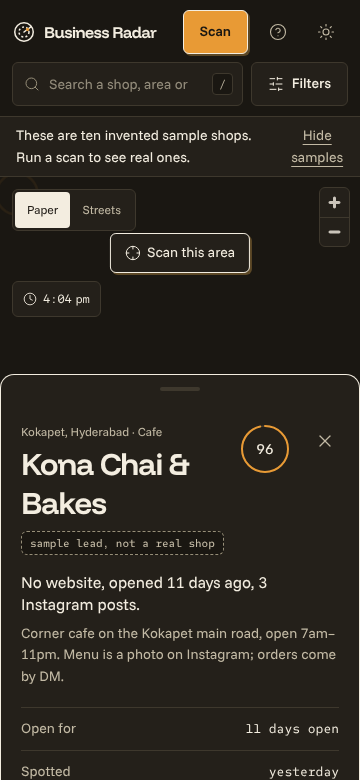 Business Radar
Scan
Search a shop, area or
/
Filters
These are ten invented sample shops.
Run a scan to see real ones.
Hide
samples
Paper
Streets
+
−
Scan this area
4:04 pm
Kokapet, Hyderabad · Cafe
96
Kona Chai &
Bakes
sample lead, not a real shop
No website, opened 11 days ago, 3
Instagram posts.
Corner cafe on the Kokapet main road, open 7am–
11pm. Menu is a photo on Instagram; orders come
by DM.
Open for
11 days open
Spotted
yesterday